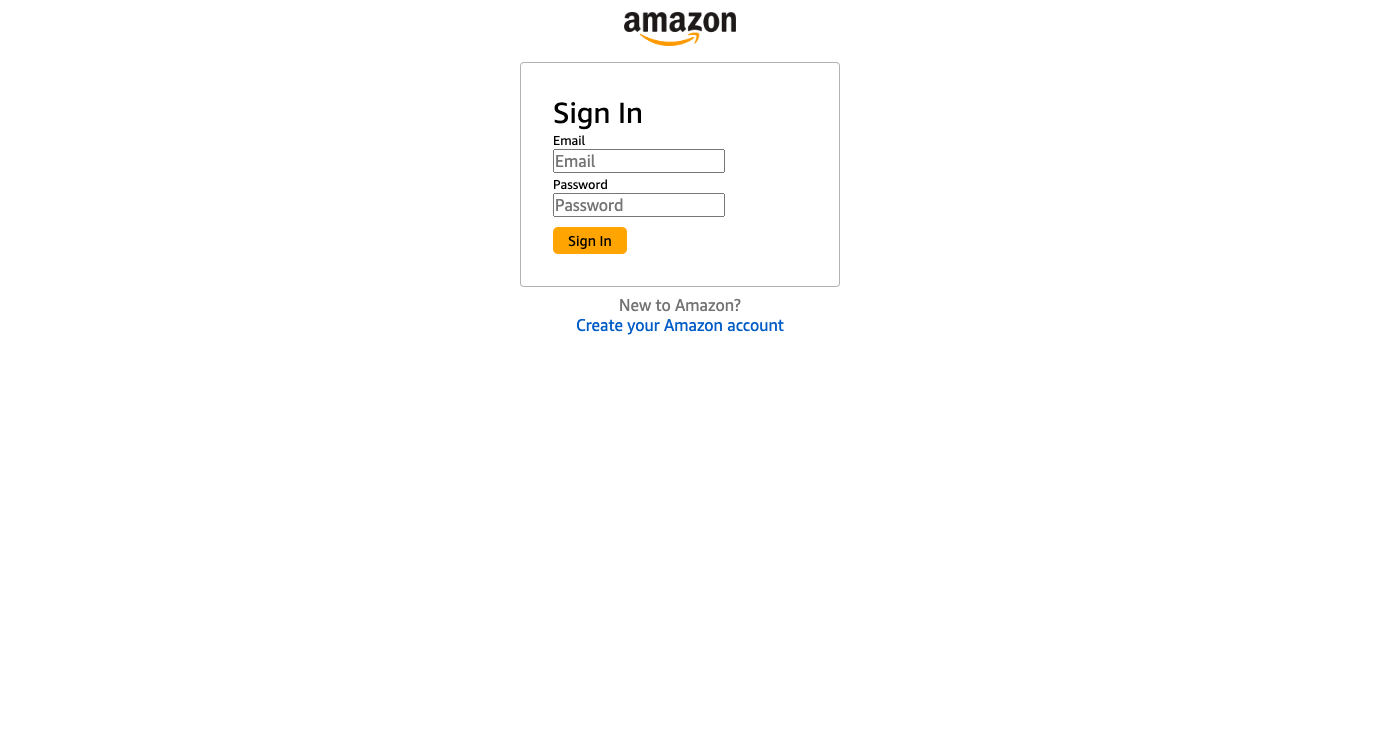 amazon
Sign In
Email
Email
Password
Password
Sign In
New to Amazon?
Create your Amazon account